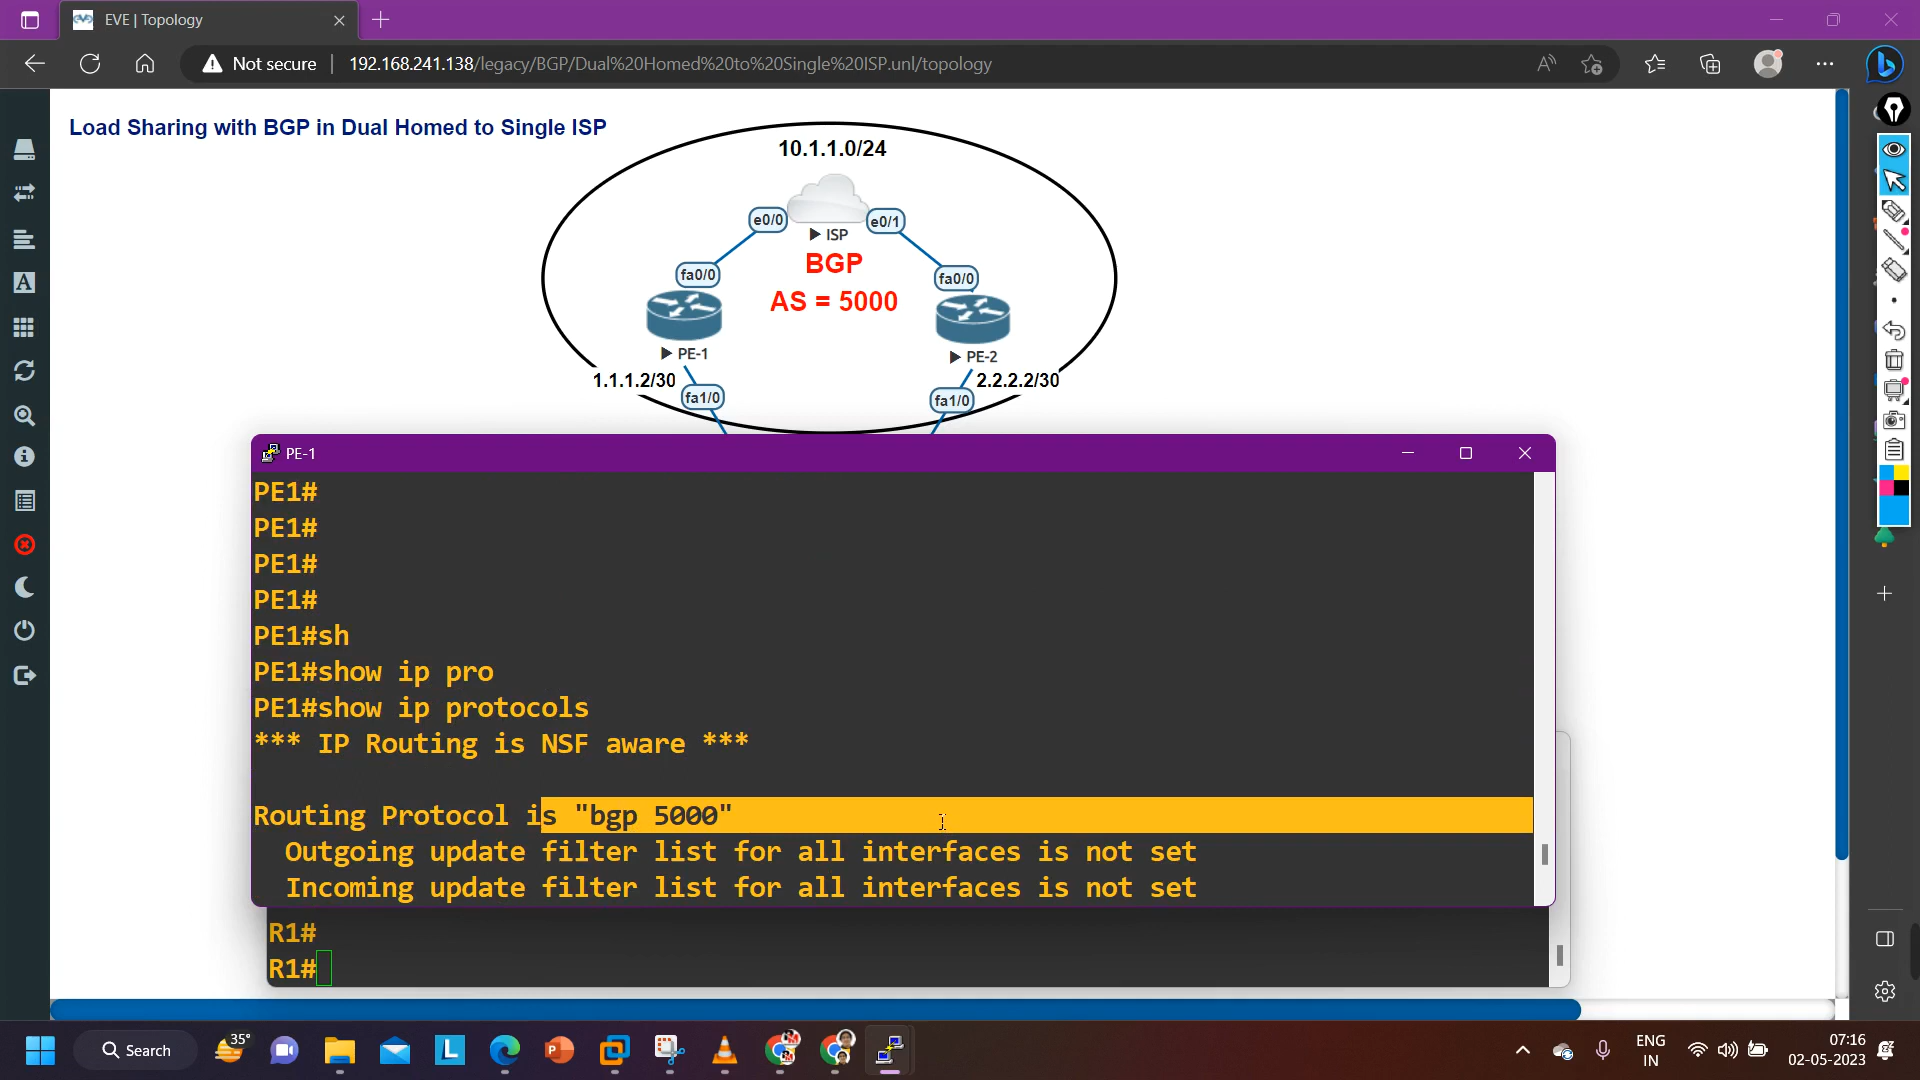 EVE | Topology
Not secure
192.168.241.138/legacy/BGP/Dual%20Homed%20to%20Single%20ISP.unl/topology
Load Sharing with BGP in Dual Homed to Single ISP
10.1.1.0/24
e0/0
e0/1
ISP
BGP
AS = 5000
fa0/0
fa0/0
PE-1
PE-2
1.1.1.2/30
2.2.2.2/30
fa1/0
fa1/0
PE-1
PE1#
PE1#
PE1#
PE1#
PE1#sh
PE1#show ip pro
PE1#show ip protocols
*** IP Routing is NSF aware ***
Routing Protocol is "bgp 5000"
Outgoing update filter list for all interfaces is not set
Incoming update filter list for all interfaces is not set
R1#
R1#
35°
Search
ENG
IN
07:16
02-05-2023